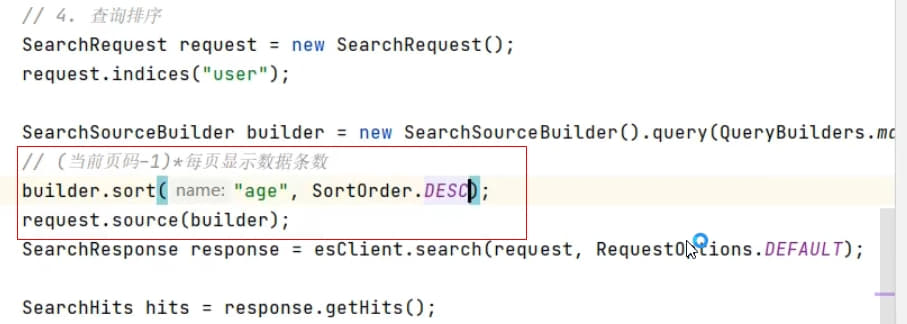 // 4. 查询排序
SearchRequest request = new SearchRequest();
request.indices("user");
SearchSourceBuilder builder = new SearchSourceBuilder().query(QueryBuilders.ma
// (当前页码-1)*每页显示数据条数
builder.sort( name: "age", SortOrder.DESC);
request.source(builder);
SearchResponse response = esClient.search(request, RequestOptions.DEFAULT);
SearchHits hits = response.getHits();